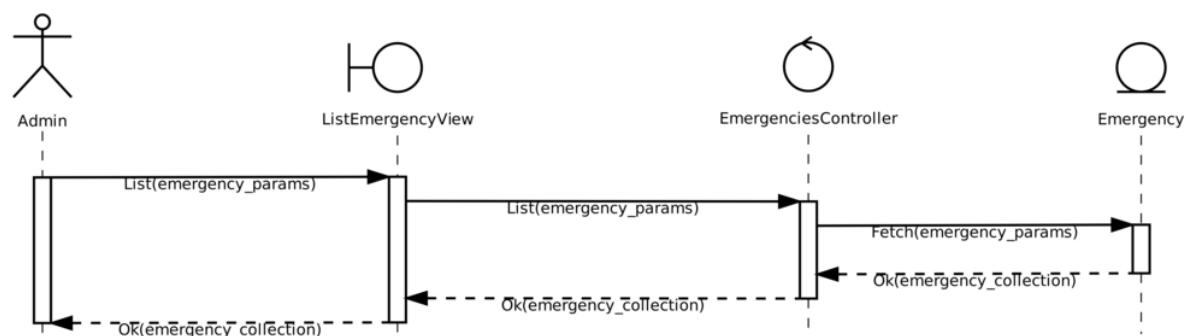 Admin
ListEmergencyView
EmergenciesController
Emergency
List(emergency_params)
List(emergency_params)
Fetch(emergency_params)
Ok(emergency_collection)
Ok(emergency_collection)
Ok(emergency_collection)